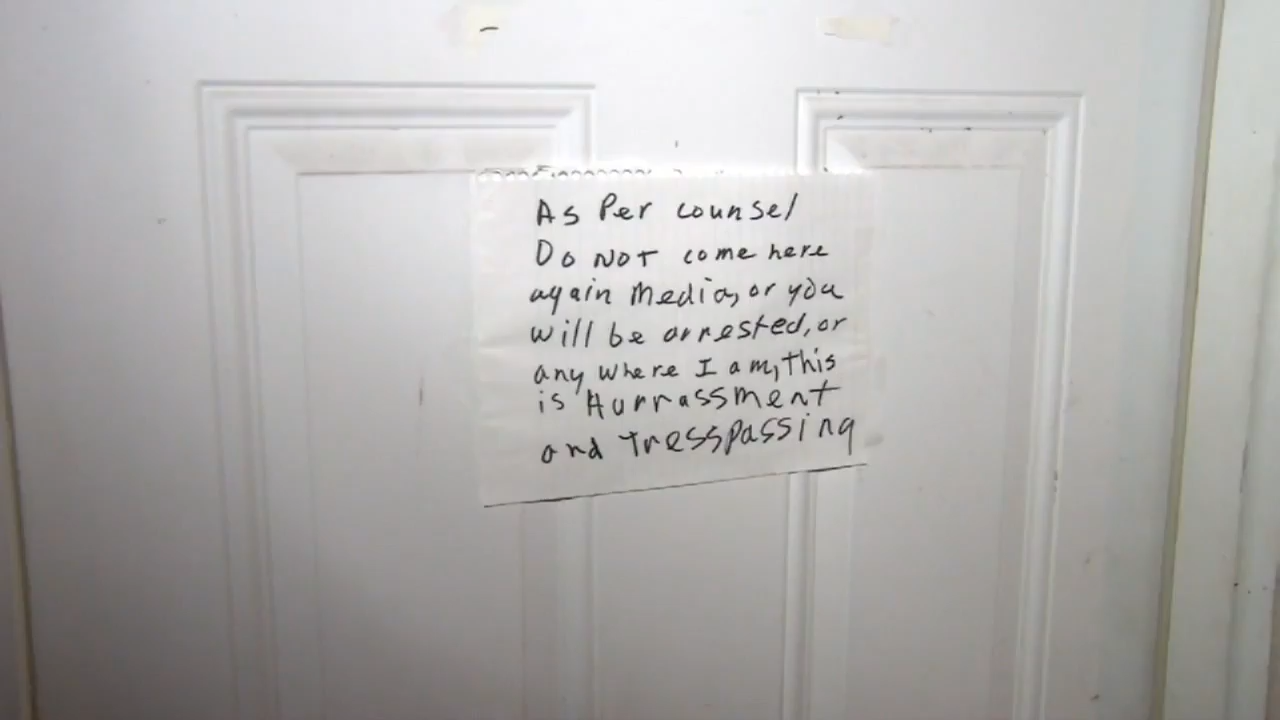 As Per counsel
Do NOT come here
again Media, or you
will be arrested, or
any where I am, this
is Harrassment
and Tresspassing